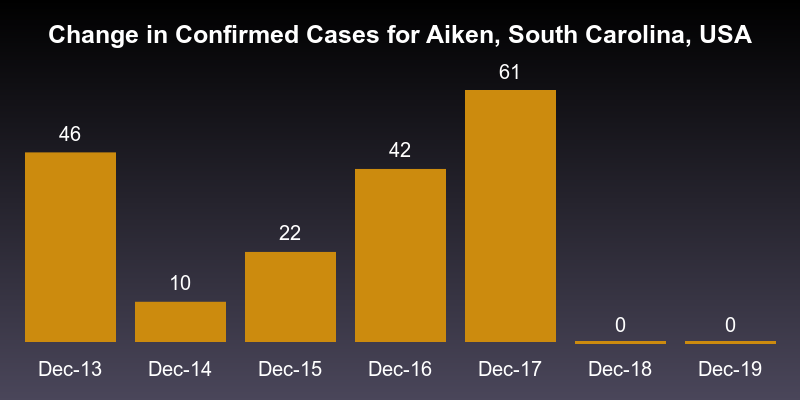 Change in Confirmed Cases for Aiken, South Carolina, USA
61
46
42
22
10
0
0
Dec-13
Dec-14
Dec-15
Dec-16
Dec-17
Dec-18
Dec-19